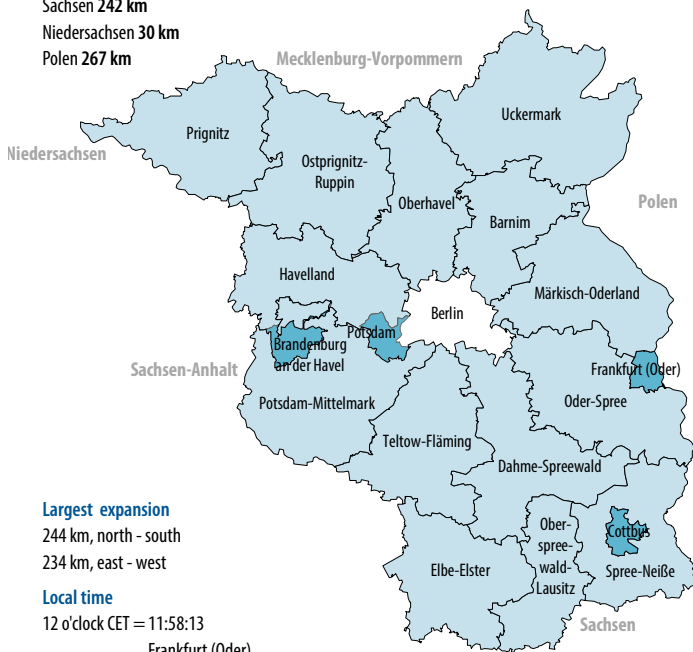 Sachsen 242 km
Niedersachsen 30 km
Polen 267 km
Mecklenburg-Vorpommern
Uckermark
Prignitz
Niedersachsen
Ostprignitz-
Ruppin
Oberhavel
Polen
Barnim
Havelland
Märkisch-Oderland
Berlin
Potsdam
Brandenburg
an der Havel
Sachsen-Anhalt
Frankfurt (Oder)
Potsdam-Mittelmark
Oder-Spree
Teltow-Fläming
Dahme-Spreewald
Largest expansion
244 km, north - south
234 km, east - west
Ober-
spree-
wald-
Lausitz
Cottbus
Elbe-Elster
Spree-Neiße
Local time
12 o'clock CET = 11:58:13
Frankfurt (Oder)
Sachsen